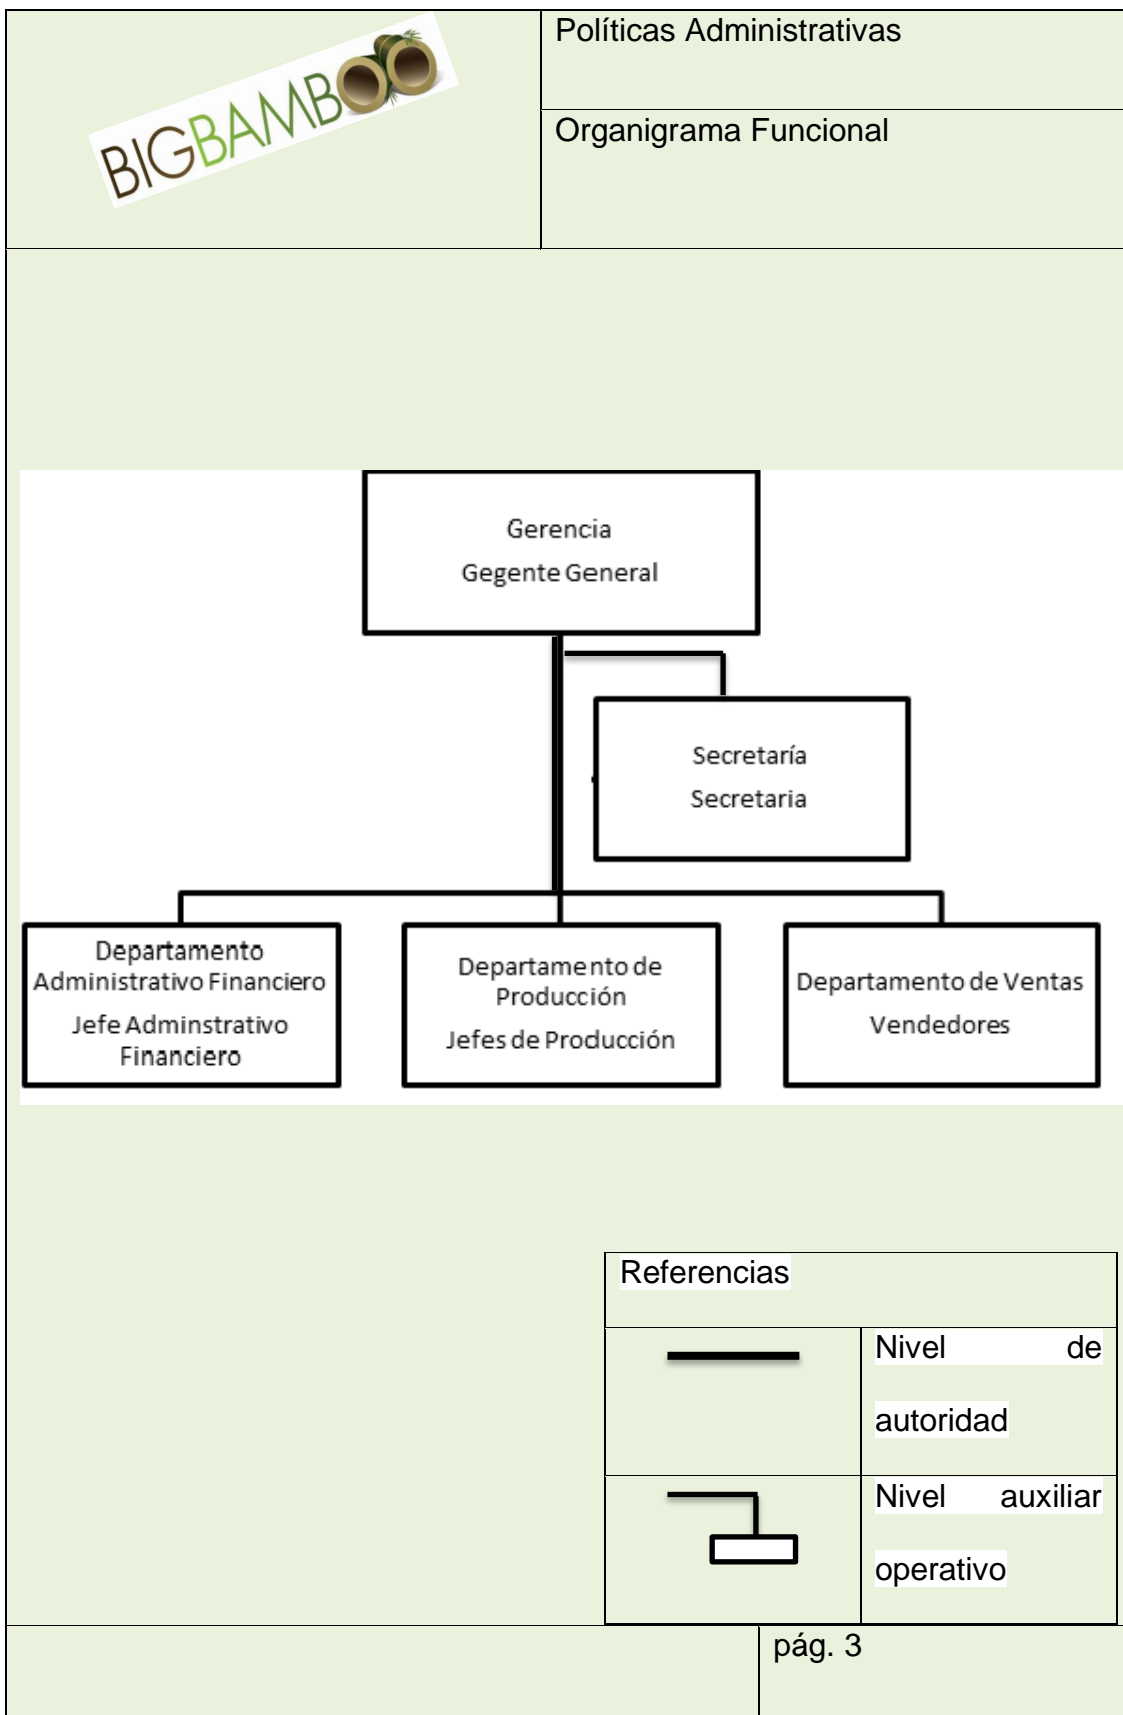 BIGBAMBOO
Políticas Administrativas
Organigrama Funcional
Gerencia
Gegente General
Secretaría
Secretaria
Departamento
Administrativo Financiero
Jefe Adminstrativo
Financiero
Departamento de
Producción
Jefes de Producción
Departamento de Ventas
Vendedores
Referencias
Nivel de
autoridad
Nivel auxiliar
operativo
pág. 3